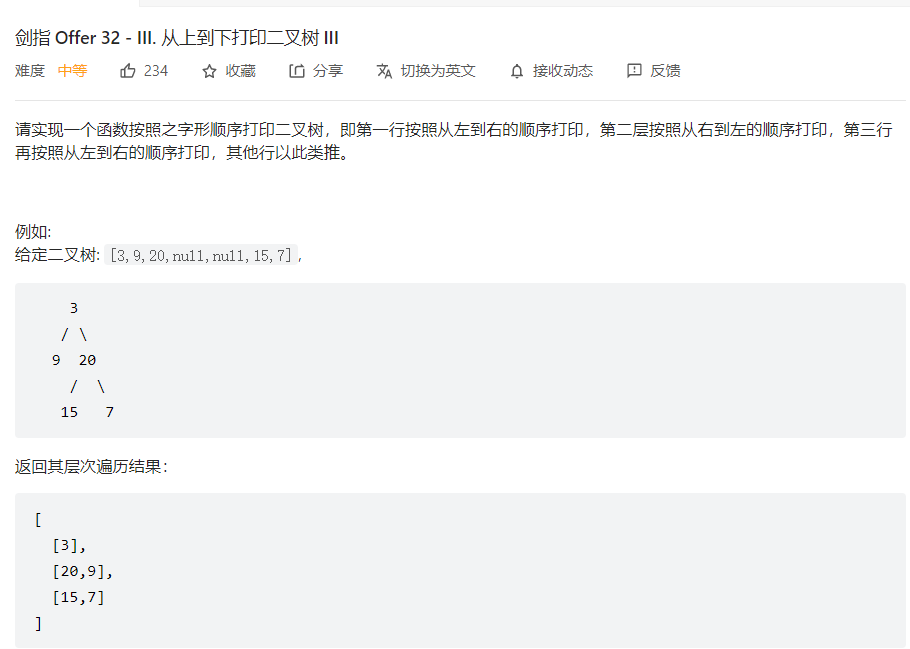 剑指 Offer 32 - III. 从上到下打印二叉树 III
难度 中等 234 收藏 分享 切换为英文 接收动态 反馈
请实现一个函数按照之字形顺序打印二叉树，即第一行按照从左到右的顺序打印，第二层按照从右到左的顺序打印，第三行
再按照从左到右的顺序打印，其他行以此类推。
例如:
给定二叉树: [3,9,20,null,null,15,7],
3
/ \
9 20
/ \
15 7
返回其层次遍历结果：
[
[3],
[20,9],
[15,7]
]